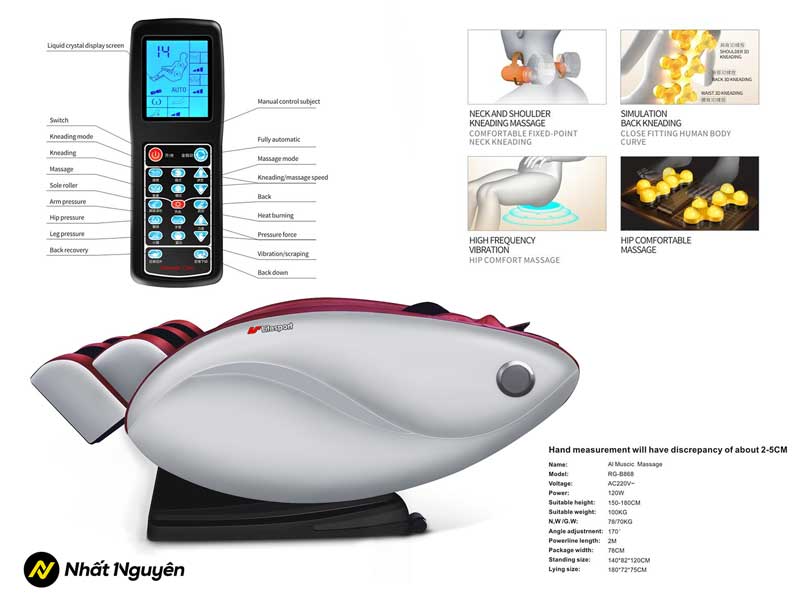 Liquid crystal display screen
14
AUTO
Switch
Kneading mode
Kneading
Massage
Sole roller
Arm pressure
Hip pressure
Leg pressure
Back recovery
Manual control subject
Fully automatic
Massage mode
Kneading/massage speed
Back
Heat burning
Pressure force
Vibration/scraping
Back down
NECK AND SHOULDER
KNEADING MASSAGE
COMFORTABLE FIXED-POINT
NECK KNEADING
SHOULDER 3D
KNEADING
BACK 3D KNEADING
WAIST 3D KNEADING
SIMULATION
BACK KNEADING
CLOSE FITTING HUMAN BODY
CURVE
HIGH FREQUENCY
VIBRATION
HIP COMFORT MASSAGE
HIP COMFORTABLE
MASSAGE
Hand measurement will have discrepancy of about 2-5CM
Name: AI Muscic Massage
Model: RG-B868
Voltage: AC220V~
Power: 120W
Suitable height: 150-180CM
Suitable weight: 100KG
N,W /G.W: 78/70KG
Angle adjustrnent: 170°
Powerline length: 2M
Package width: 78CM
Standing size: 140*82*120CM
Lying size: 180*72*75CM
Nhất Nguyên